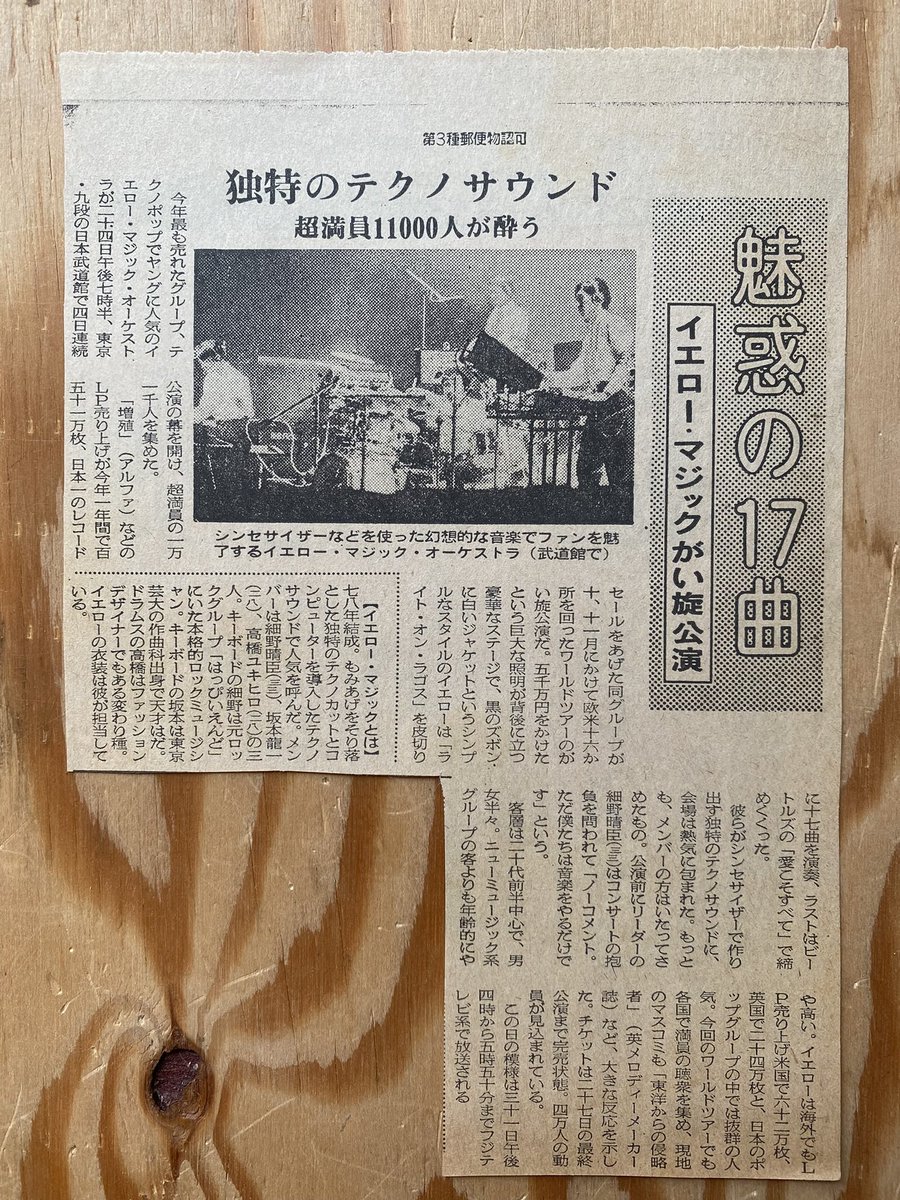 第3種郵便物認可
魅惑の17曲
イエロー・マジックがい旋公演
独特のテクノサウンド
超満員11000人が酔う
シンセサイザーなどを使った幻想的な音楽でファンを魅
了するイエロー・マジック・オーケストラ（武道館で）
今年最も売れたグループ、テ
クノポップでヤングに人気のイ
エロー・マジック・オーケスト
ラが二十四日午後七時半、東京
・九段の日本武道館で四日連続
公演の幕を開け、超満員の一万
一千人を集めた。
「増殖」（アルファ）などの
LP売り上げが今年一年間で百
五十一万枚、日本一のレコード
セールをあげた同グループが
十、十一月にかけて欧米十六か
所を回ったワールドツアーのが
い旋公演だ。五千万円をかけた
という巨大な照明が背後に立つ
豪華なステージで、黒のズボン、
に白いジャケットというシンプ
ルなスタイルのイエローは「ラ
イト・オン・ラゴス」を皮切り
に十七曲を演奏、ラストはビー
トルズの「愛こそすべて」で締
めくくった。
彼らがシンセサイザーで作り
出す独特のテクノサウンドに、
会場は熱気に包まれた。もっと
も、メンバーの方はいたってさ
めたもの。公演前にリーダーの
細野晴臣(三三)はコンサートの抱
負を問われて「ノーコメント。
ただ僕たちは音楽をやるだけで
す」という。
客層は二十代前半中心で、男
女半々。ニューミュージック系
グループの客よりも年齢的にや
や高い。イエローは海外でもL
P売り上げ米国で六十二万枚、
英国で二十四万枚と、日本のポ
ップグループの中では抜群の人
気。今回のワールドツアーでも
各国で満員の聴衆を集め、現地
のマスコミも「東洋からの侵略
者」（英メロディーメーカー
誌）など、大きな反応を示し
た。チケットは二十七日の最終
公演まで完売状態。四万人の動
員が見込まれている。
この日の模様は三十一日午後
四時から五時五十分までフジテ
レビ系で放送される
【イエロー・マジックとは】
七八年結成。もみあげをそり落
とした独特のテクノカットとコ
ンピューターを導入したテクノ
サウンドで人気を呼んだ。メン
バーは細野晴臣(三三)、坂本龍一
(二八)、高橋ユキヒロ(二八)の三
人。キーボードの細野は元ロッ
クグループ「はっぴいえんど」
にいた本格的ロックミュージシ
ャン。キーボードの坂本は東京
芸大の作曲科出身で天才はだ。
ドラムスの高橋はファッション
デザイナーでもある変わり種。
イエローの衣装は彼が担当して
いる。